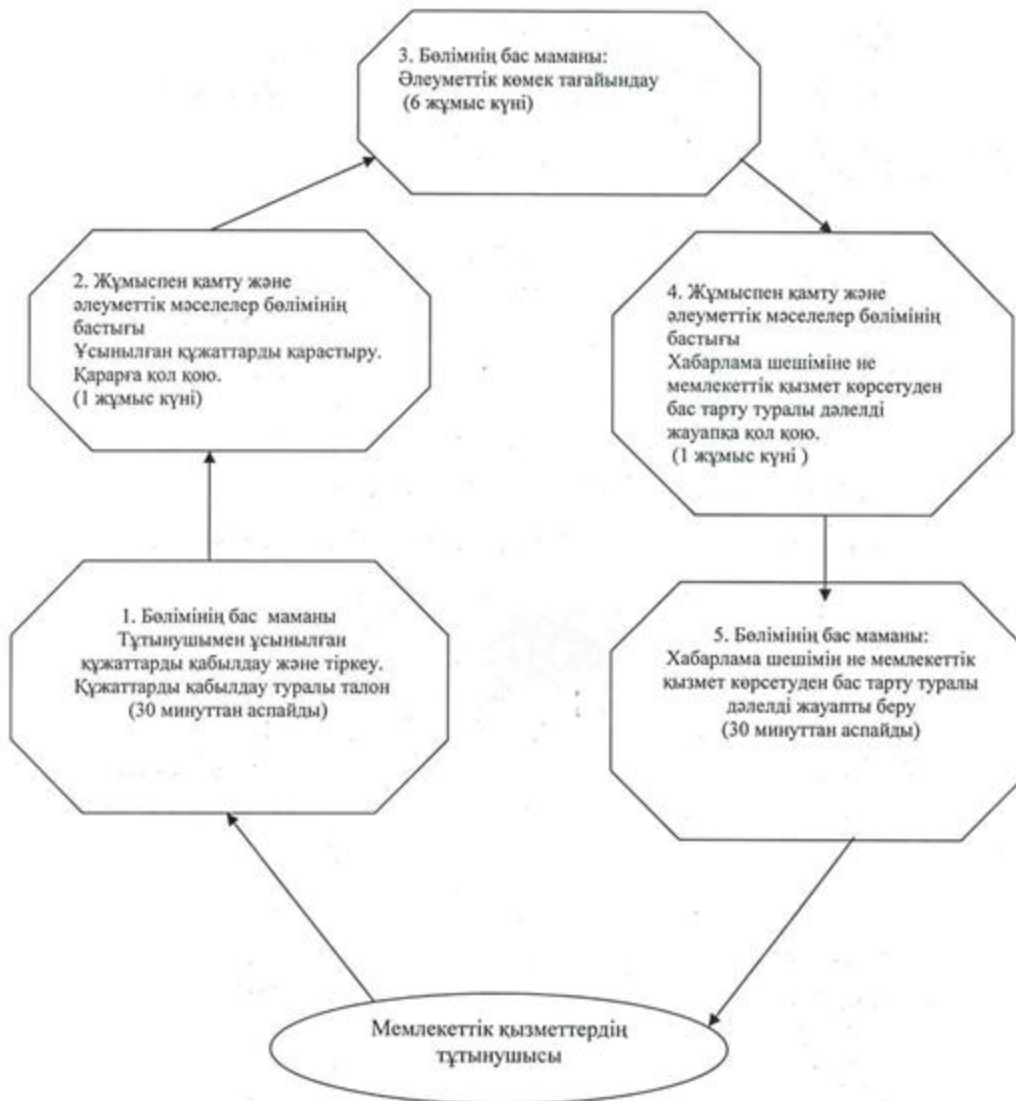 3. Бөлімнің бас маманы:
Әлеуметтік көмек тағайындау
(6 жұмыс күні)
2. Жұмыспен қамту және
әлеуметтік мәселелер бөлімінің
бастығы
Ұсынылған құжаттарды қарастыру.
Қарарға қол қою.
(1 жұмыс күні)
4. Жұмыспен қамту және
әлеуметтік мәселелер бөлімінің
бастығы
Хабарлама шешіміне не
мемлекеттік қызмет көрсетуден
бас тарту туралы дәлелді
жауапқа қол қою.
(1 жұмыс күні )
1. Бөлімінің бас маманы
Тұтынушымен ұсынылған
құжаттарды қабылдау және тіркеу.
Құжаттарды қабылдау туралы талон
(30 минуттан аспайды)
5. Бөлімінің бас маманы:
Хабарлама шешімін не мемлекеттік
қызмет көрсетуден бас тарту туралы
дәлелді жауапты беру
(30 минуттан аспайды)
Мемлекеттік қызметтердің
тұтынушысы